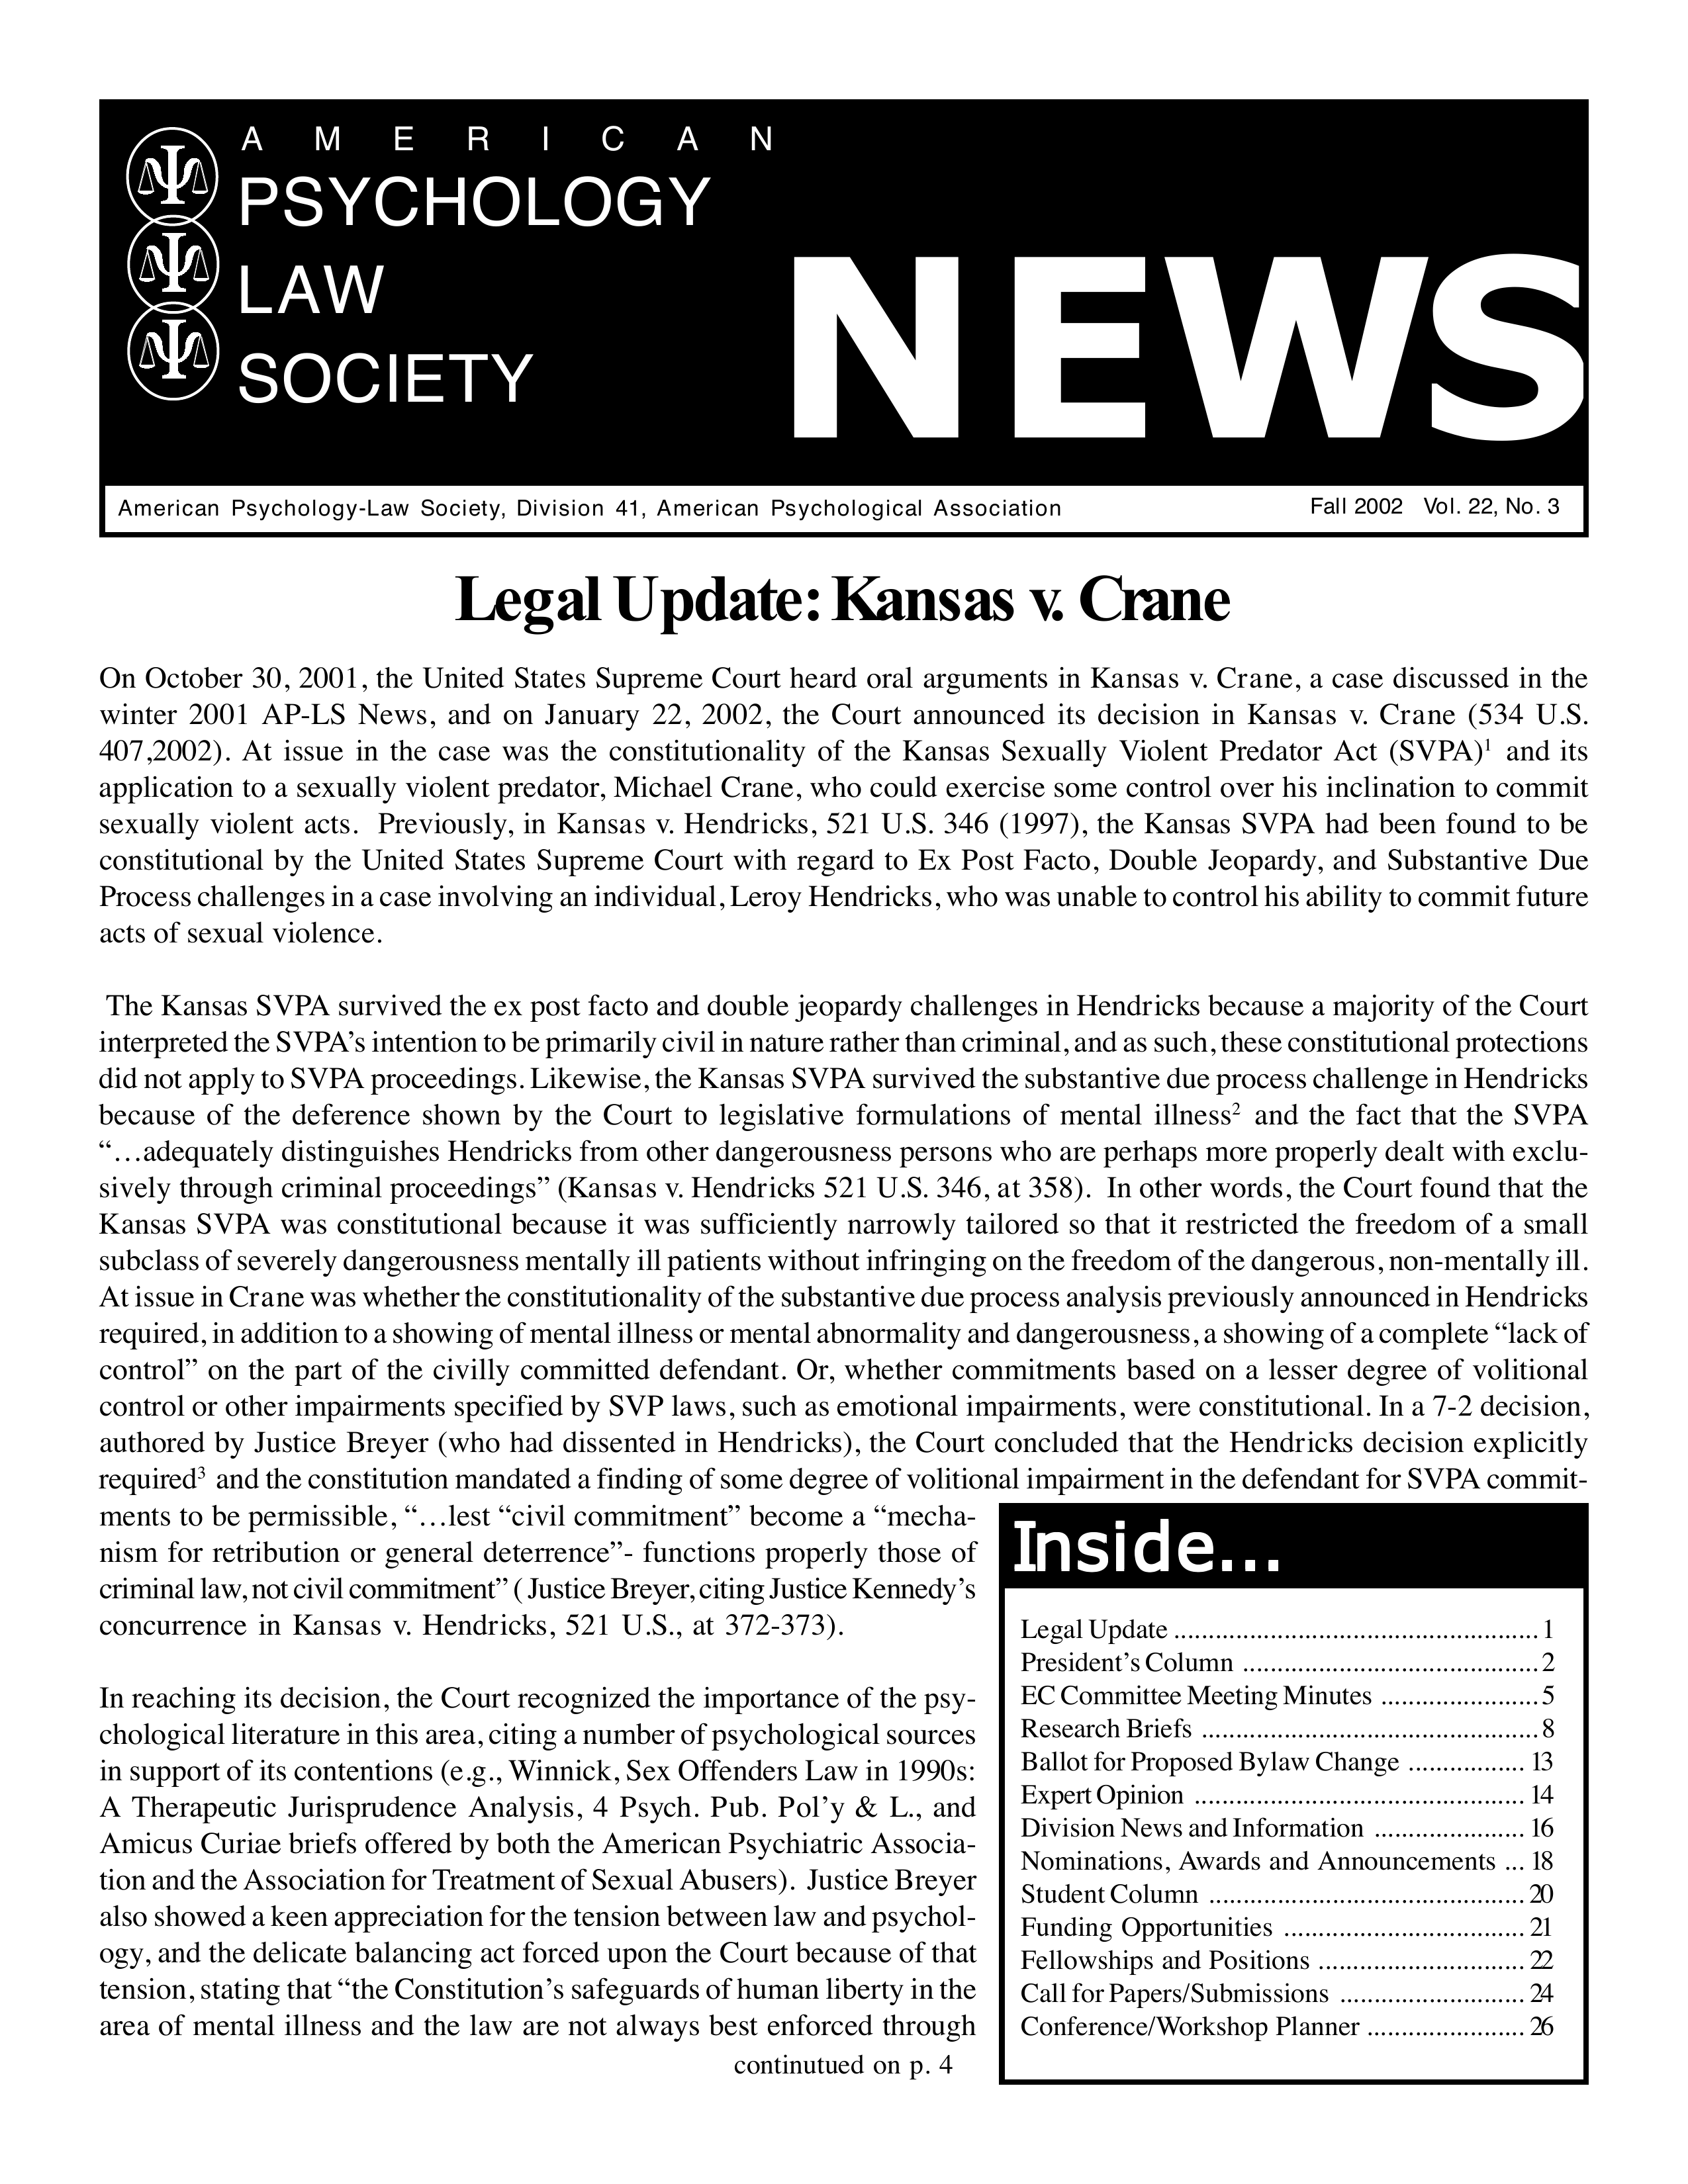 A M E R I C A N
PSYCHOLOGY
LAW
SOCIETY
NEWS
American Psychology-Law Society, Division 41, American Psychological Association
Fall 2002 Vol. 22, No. 3
Legal Update: Kansas v. Crane
On October 30, 2001, the United States Supreme Court heard oral arguments in Kansas v. Crane, a case discussed in the
winter 2001 AP-LS News, and on January 22, 2002, the Court announced its decision in Kansas v. Crane (534 U.S.
407,2002). At issue in the case was the constitutionality of the Kansas Sexually Violent Predator Act (SVPA)¹ and its
application to a sexually violent predator, Michael Crane, who could exercise some control over his inclination to commit
sexually violent acts. Previously, in Kansas v. Hendricks, 521 U.S. 346 (1997), the Kansas SVPA had been found to be
constitutional by the United States Supreme Court with regard to Ex Post Facto, Double Jeopardy, and Substantive Due
Process challenges in a case involving an individual, Leroy Hendricks, who was unable to control his ability to commit future
acts of sexual violence.
The Kansas SVPA survived the ex post facto and double jeopardy challenges in Hendricks because a majority of the Court
interpreted the SVPA’s intention to be primarily civil in nature rather than criminal, and as such, these constitutional protections
did not apply to SVPA proceedings. Likewise, the Kansas SVPA survived the substantive due process challenge in Hendricks
because of the deference shown by the Court to legislative formulations of mental illness² and the fact that the SVPA
“…adequately distinguishes Hendricks from other dangerousness persons who are perhaps more properly dealt with exclu-
sively through criminal proceedings” (Kansas v. Hendricks 521 U.S. 346, at 358). In other words, the Court found that the
Kansas SVPA was constitutional because it was sufficiently narrowly tailored so that it restricted the freedom of a small
subclass of severely dangerousness mentally ill patients without infringing on the freedom of the dangerous, non-mentally ill.
At issue in Crane was whether the constitutionality of the substantive due process analysis previously announced in Hendricks
required, in addition to a showing of mental illness or mental abnormality and dangerousness, a showing of a complete “lack of
control” on the part of the civilly committed defendant. Or, whether commitments based on a lesser degree of volitional
control or other impairments specified by SVP laws, such as emotional impairments, were constitutional. In a 7-2 decision,
authored by Justice Breyer (who had dissented in Hendricks), the Court concluded that the Hendricks decision explicitly
required³ and the constitution mandated a finding of some degree of volitional impairment in the defendant for SVPA commit-
ments to be permissible, “…lest “civil commitment” become a “mecha-
nism for retribution or general deterrence”- functions properly those of
criminal law, not civil commitment” ( Justice Breyer, citing Justice Kennedy’s
concurrence in Kansas v. Hendricks, 521 U.S., at 372-373).
In reaching its decision, the Court recognized the importance of the psy-
chological literature in this area, citing a number of psychological sources
in support of its contentions (e.g., Winnick, Sex Offenders Law in 1990s:
A Therapeutic Jurisprudence Analysis, 4 Psych. Pub. Pol’y & L., and
Amicus Curiae briefs offered by both the American Psychiatric Associa-
tion and the Association for Treatment of Sexual Abusers). Justice Breyer
also showed a keen appreciation for the tension between law and psychol-
ogy, and the delicate balancing act forced upon the Court because of that
tension, stating that “the Constitution’s safeguards of human liberty in the
area of mental illness and the law are not always best enforced through
continutued on p. 4
Inside...
Legal Update ..................................................... 1
President’s Column ........................................... 2
EC Committee Meeting Minutes ....................... 5
Research Briefs ................................................. 8
Ballot for Proposed Bylaw Change ................. 13
Expert Opinion ................................................ 14
Division News and Information ...................... 16
Nominations, Awards and Announcements ... 18
Student Column .............................................. 20
Funding Opportunities ................................... 21
Fellowships and Positions .............................. 22
Call for Papers/Submissions ........................... 24
Conference/Workshop Planner ....................... 26